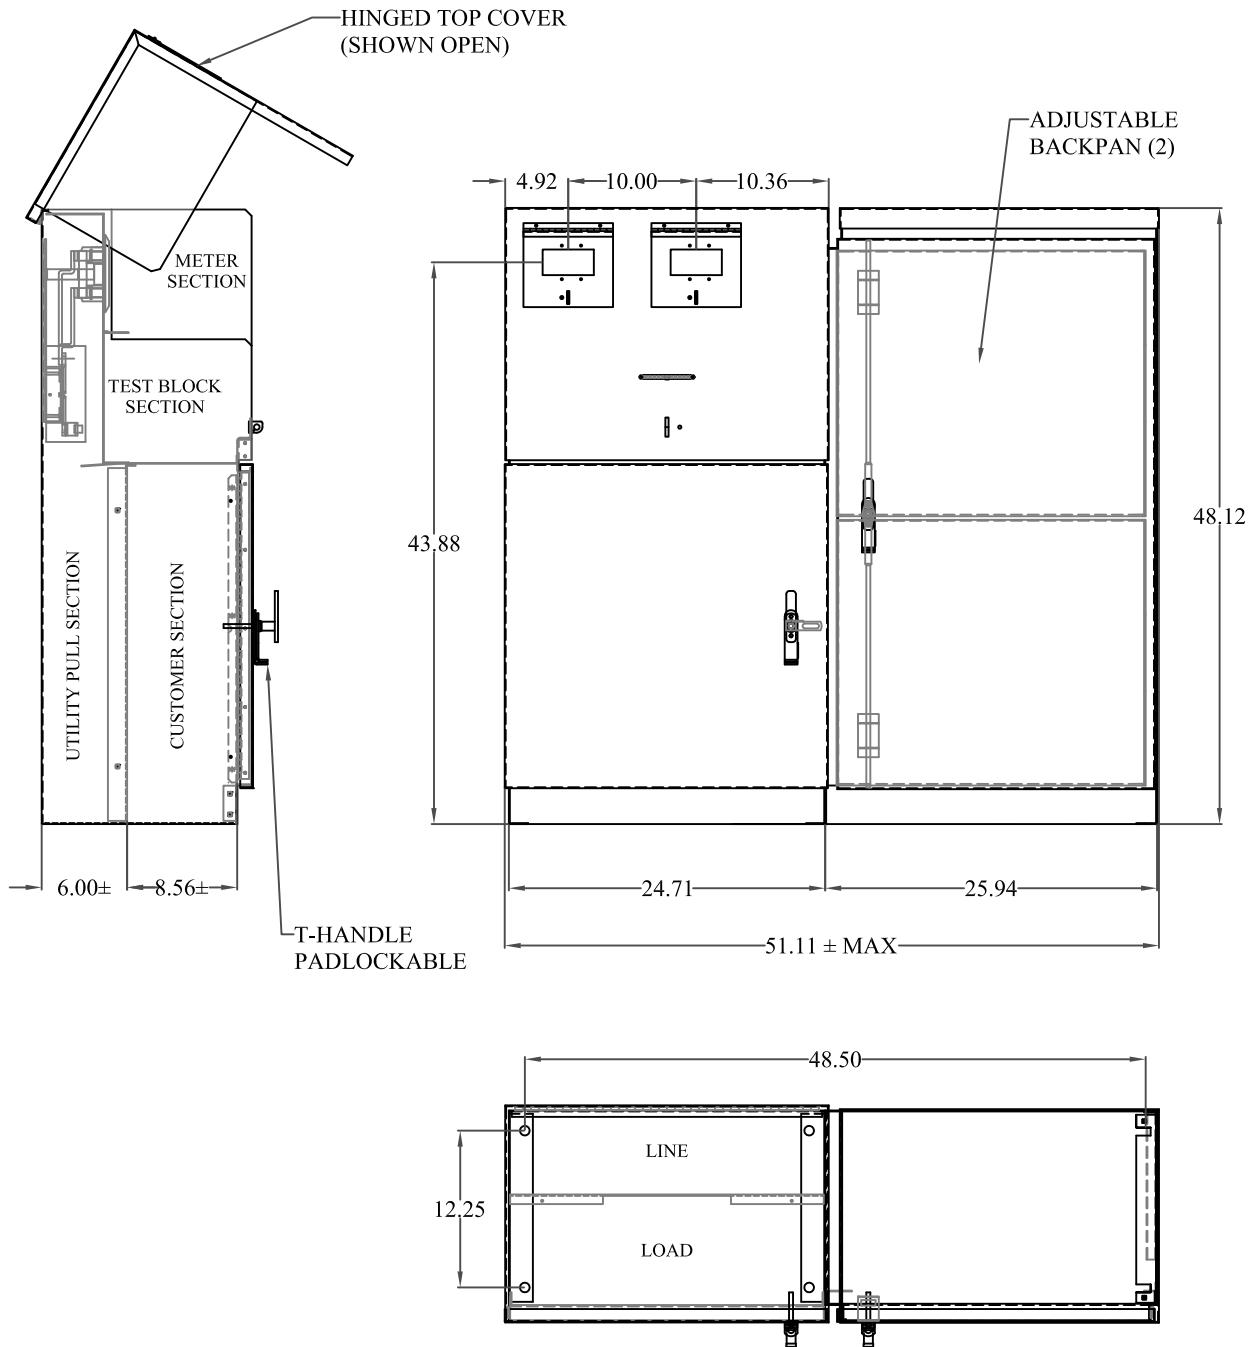 HINGED TOP COVER
(SHOWN OPEN)
ADJUSTABLE
BACKPAN (2)
4.92
10.00
10.36
METER
SECTION
TEST BLOCK
SECTION
43.88
48.12
UTILITY PULL SECTION
CUSTOMER SECTION
6.00±
8.56±
24.71
25.94
T-HANDLE
PADLOCKABLE
51.11 ± MAX
48.50
LINE
12.25
LOAD